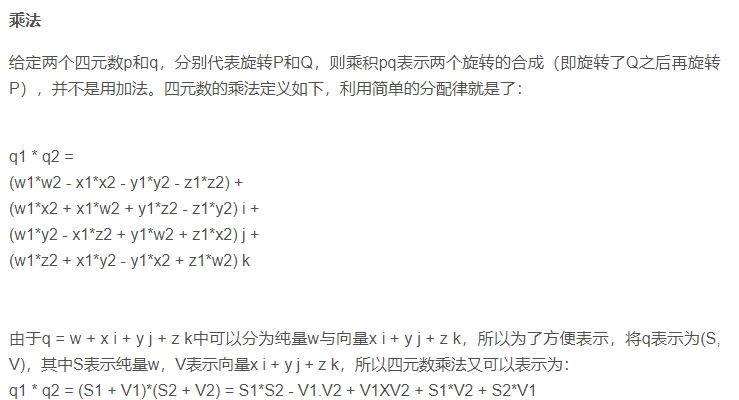 乘法
给定两个四元数p和q，分别代表旋转P和Q，则乘积pq表示两个旋转的合成（即旋转了Q之后再旋转
P），并不是用加法。四元数的乘法定义如下，利用简单的分配律就是了：
q1 * q2 =
(w1*w2 - x1*x2 - y1*y2 - z1*z2) +
(w1*x2 + x1*w2 + y1*z2 - z1*y2) i +
(w1*y2 - x1*z2 + y1*w2 + z1*x2) j +
(w1*z2 + x1*y2 - y1*x2 + z1*w2) k
由于q = w + x i + y j + z k中可以分为纯量w与向量x i + y j + z k，所以为了方便表示，将q表示为(S,
V)，其中S表示纯量w，V表示向量x i + y j + z k，所以四元数乘法又可以表示为：
q1 * q2 = (S1 + V1)*(S2 + V2) = S1*S2 - V1.V2 + V1XV2 + S1*V2 + S2*V1